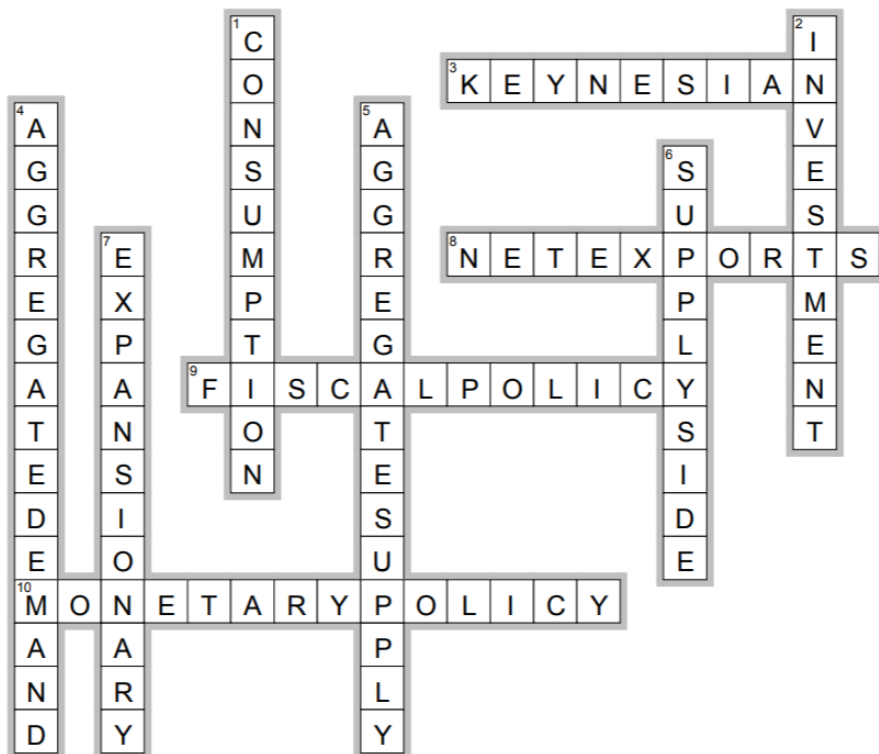 1 CONSUMPTION
2 INVESTMENT
3 KEYNESIAN
4 AGGREGATEDEMAND
5 AGGREGATESUPPLY
6 SUPPLYSIDE
7 EXPANSIONARY
8 NETEXPORTS
9 FISCALPOLICY
10 MONETARYPOLICY